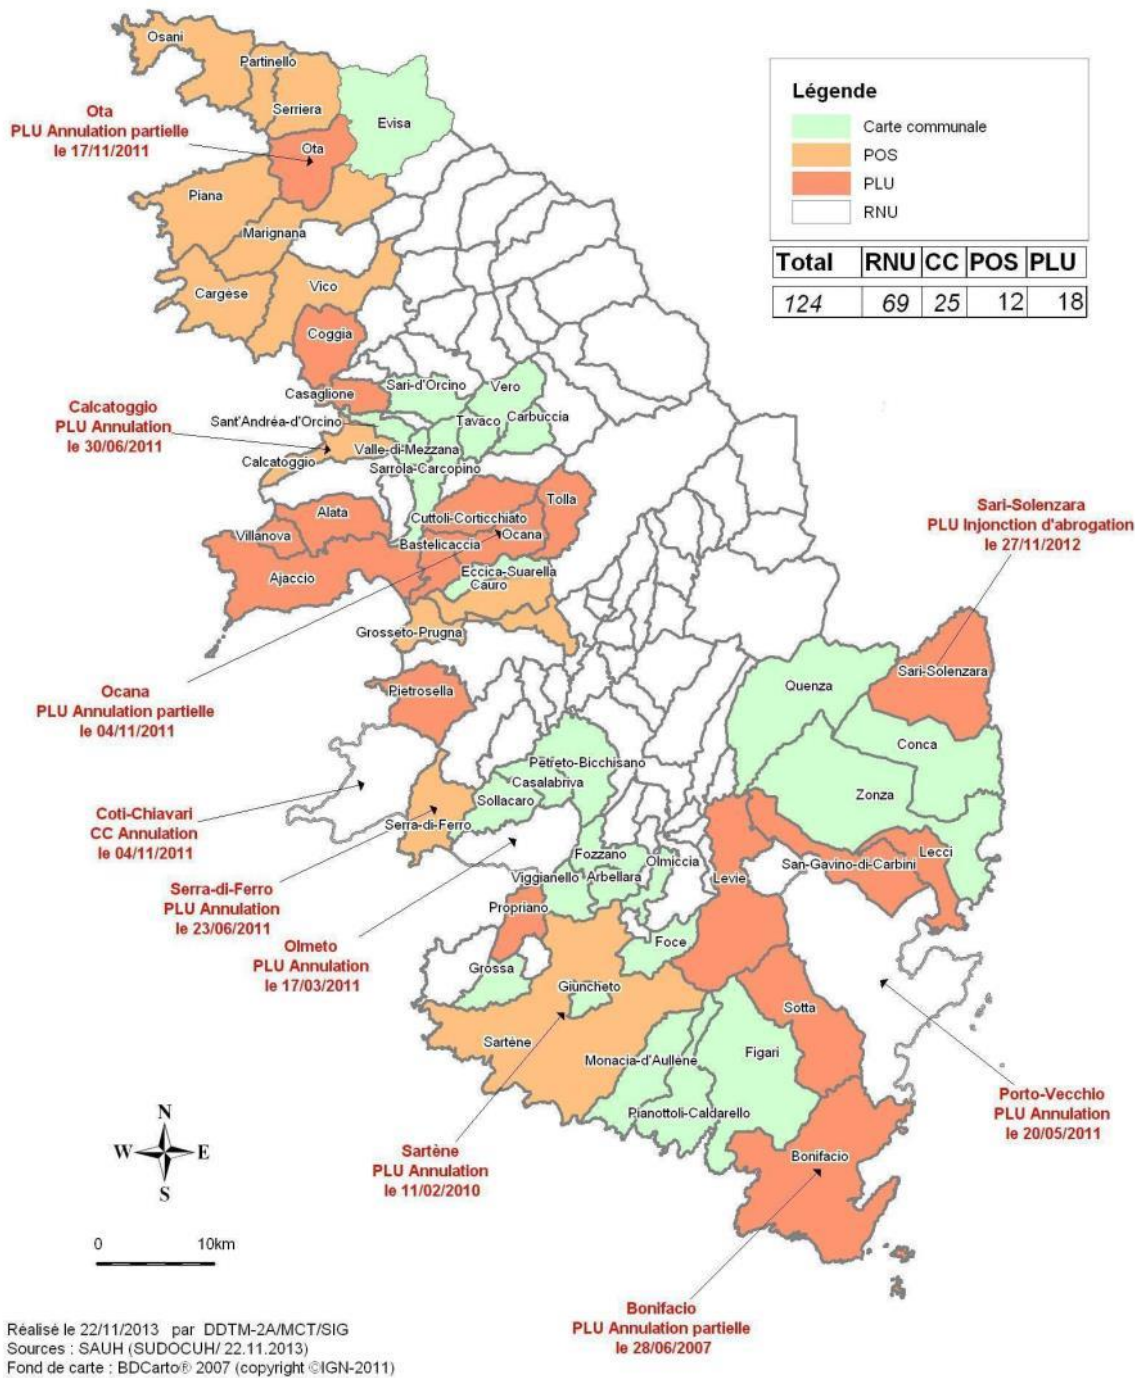 Osani
Partinello
Serriera
Evisa
Ota
PLU Annulation partielle
le 17/11/2011
Ota
Piana
Marignana
Vico
Cargèse
Coggia
Légende
Carte communale
POS
PLU
RNU
Total RNU CC POS PLU
124 69 25 12 18
Casaglione
Sari-d'Orcino
Vero
Calcatoggio
PLU Annulation
le 30/06/2011
Sant'Andréa-d'Orcino
Tavaco
Carbuccia
Valle-di-Mezzana
Calcatoggio
Sarrola-Carcopino
Tolla
Alata
Cuttoli-Corticchiato
Villanova
Ocana
Bastelicaccia
Ajaccio
Eccica-Suarella
Cauro
Grosseto-Prugna
Sari-Solenzara
PLU Injonction d'abrogation
le 27/11/2012
Sari-Solenzara
Ocana
PLU Annulation partielle
le 04/11/2011
Pietrosella
Quenza
Conca
Zonza
Petreto-Bicchisano
Casalabriva
Sollacaro
Serra-di-Ferro
Coti-Chiavari
CC Annulation
le 04/11/2011
Fozzano
Olmiccia
Lecci
San-Gavino-di-Carbini
Viggianello
Arbellara
Levie
Serra-di-Ferro
PLU Annulation
le 23/06/2011
Propriano
Olmeto
PLU Annulation
le 17/03/2011
Foce
Grossa
Giuncheto
Sotta
Sartène
Monacia-d'Aullène
Figari
Pianottoli-Caldarello
Porto-Vecchio
PLU Annulation
le 20/05/2011
Sartène
PLU Annulation
le 11/02/2010
Bonifacio
N
W E
S
0 10km
Bonifacio
PLU Annulation partielle
le 28/06/2007
Réalisé le 22/11/2013 par DDTM-2A/MCT/SIG
Sources : SAUH (SUDOCUH/ 22.11.2013)
Fond de carte : BDCarto® 2007 (copyright ©IGN-2011)